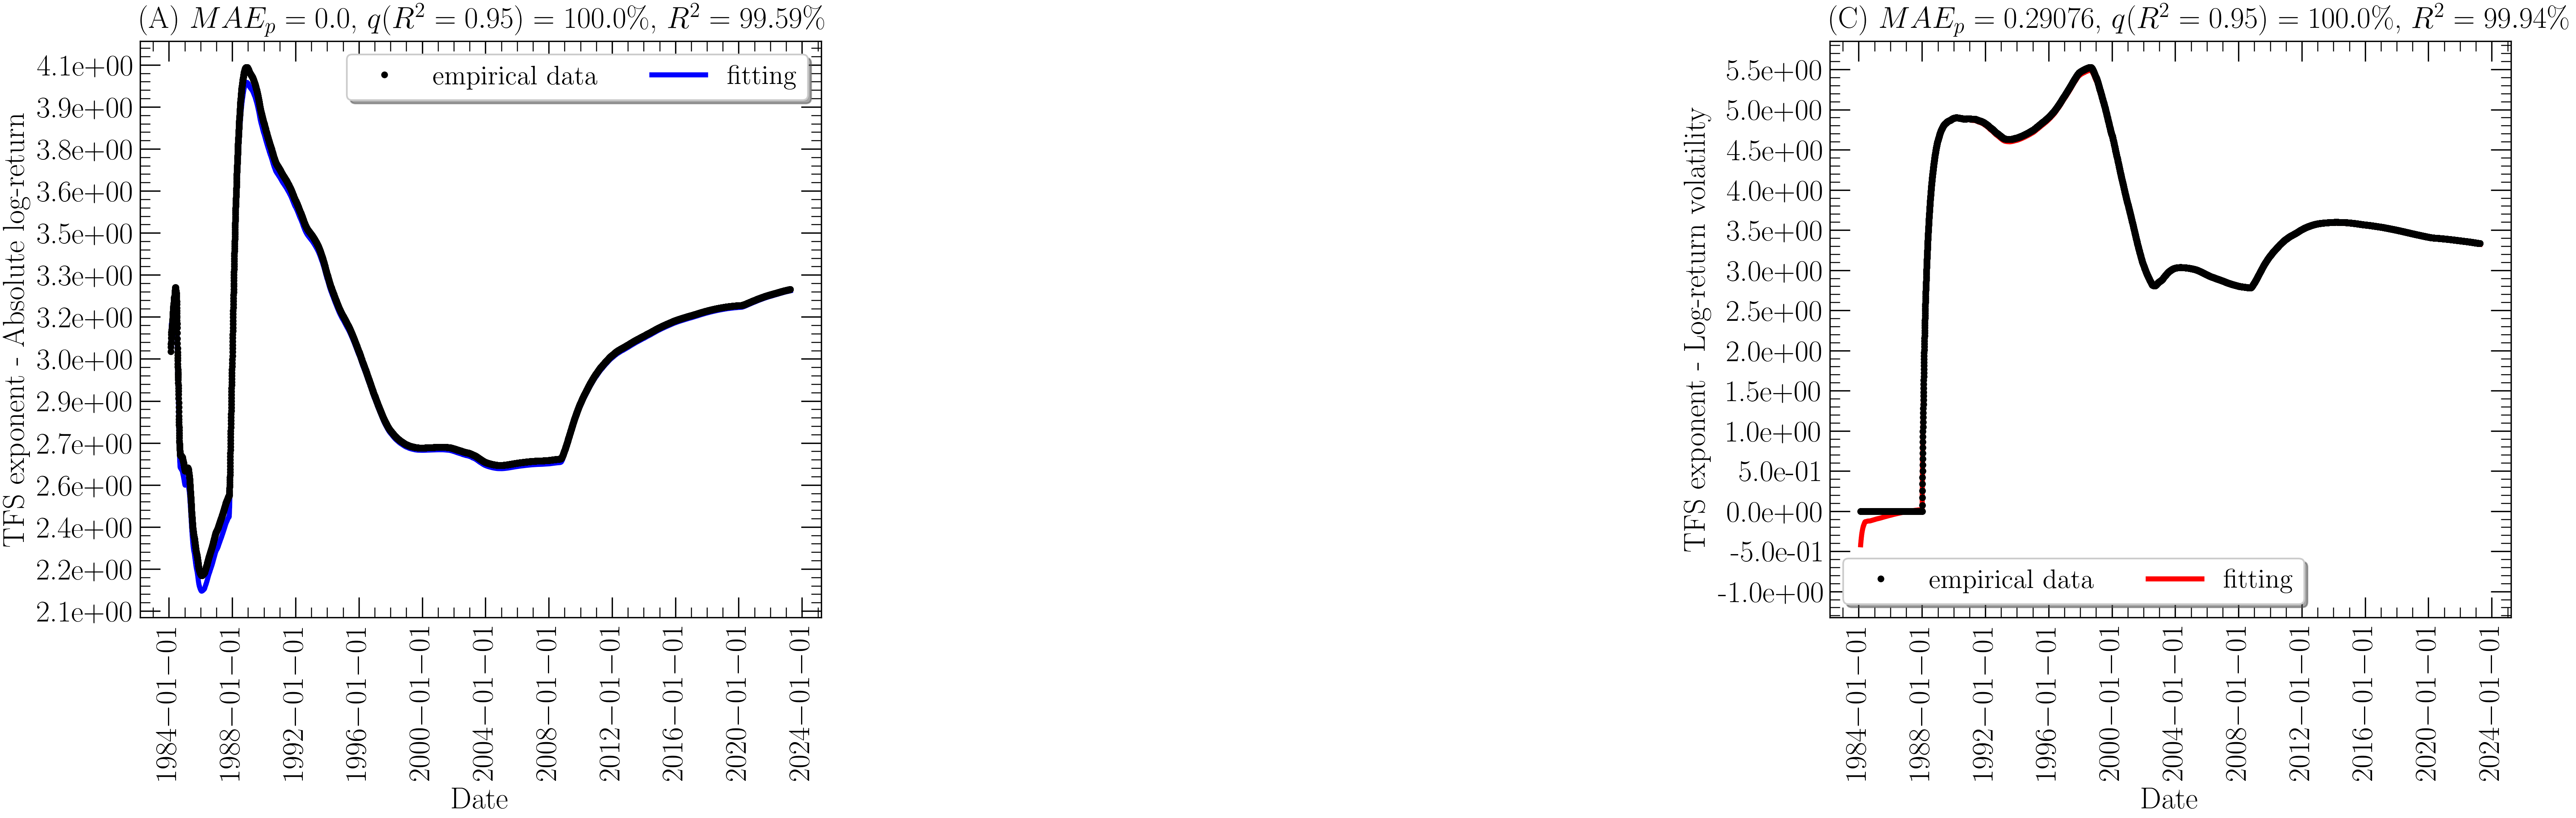 (A) MAE_p = 0.0, q(R^2 = 0.95) = 100.0%, R^2 = 99.59%
empirical data
fitting
TFS exponent - Absolute log-return
4.1e+00
3.9e+00
3.8e+00
3.6e+00
3.5e+00
3.3e+00
3.2e+00
3.0e+00
2.9e+00
2.7e+00
2.6e+00
2.4e+00
2.2e+00
2.1e+00
1984−01−01
1988−01−01
1992−01−01
1996−01−01
2000−01−01
2004−01−01
2008−01−01
2012−01−01
2016−01−01
2020−01−01
2024−01−01
Date
(C) MAE_p = 0.29076, q(R^2 = 0.95) = 100.0%, R^2 = 99.94%
TFS exponent - Log-return volatility
5.5e+00
5.0e+00
4.5e+00
4.0e+00
3.5e+00
3.0e+00
2.5e+00
2.0e+00
1.5e+00
1.0e+00
5.0e-01
0.0e+00
-5.0e-01
-1.0e+00
empirical data
fitting
1984−01−01
1988−01−01
1992−01−01
1996−01−01
2000−01−01
2004−01−01
2008−01−01
2012−01−01
2016−01−01
2020−01−01
2024−01−01
Date